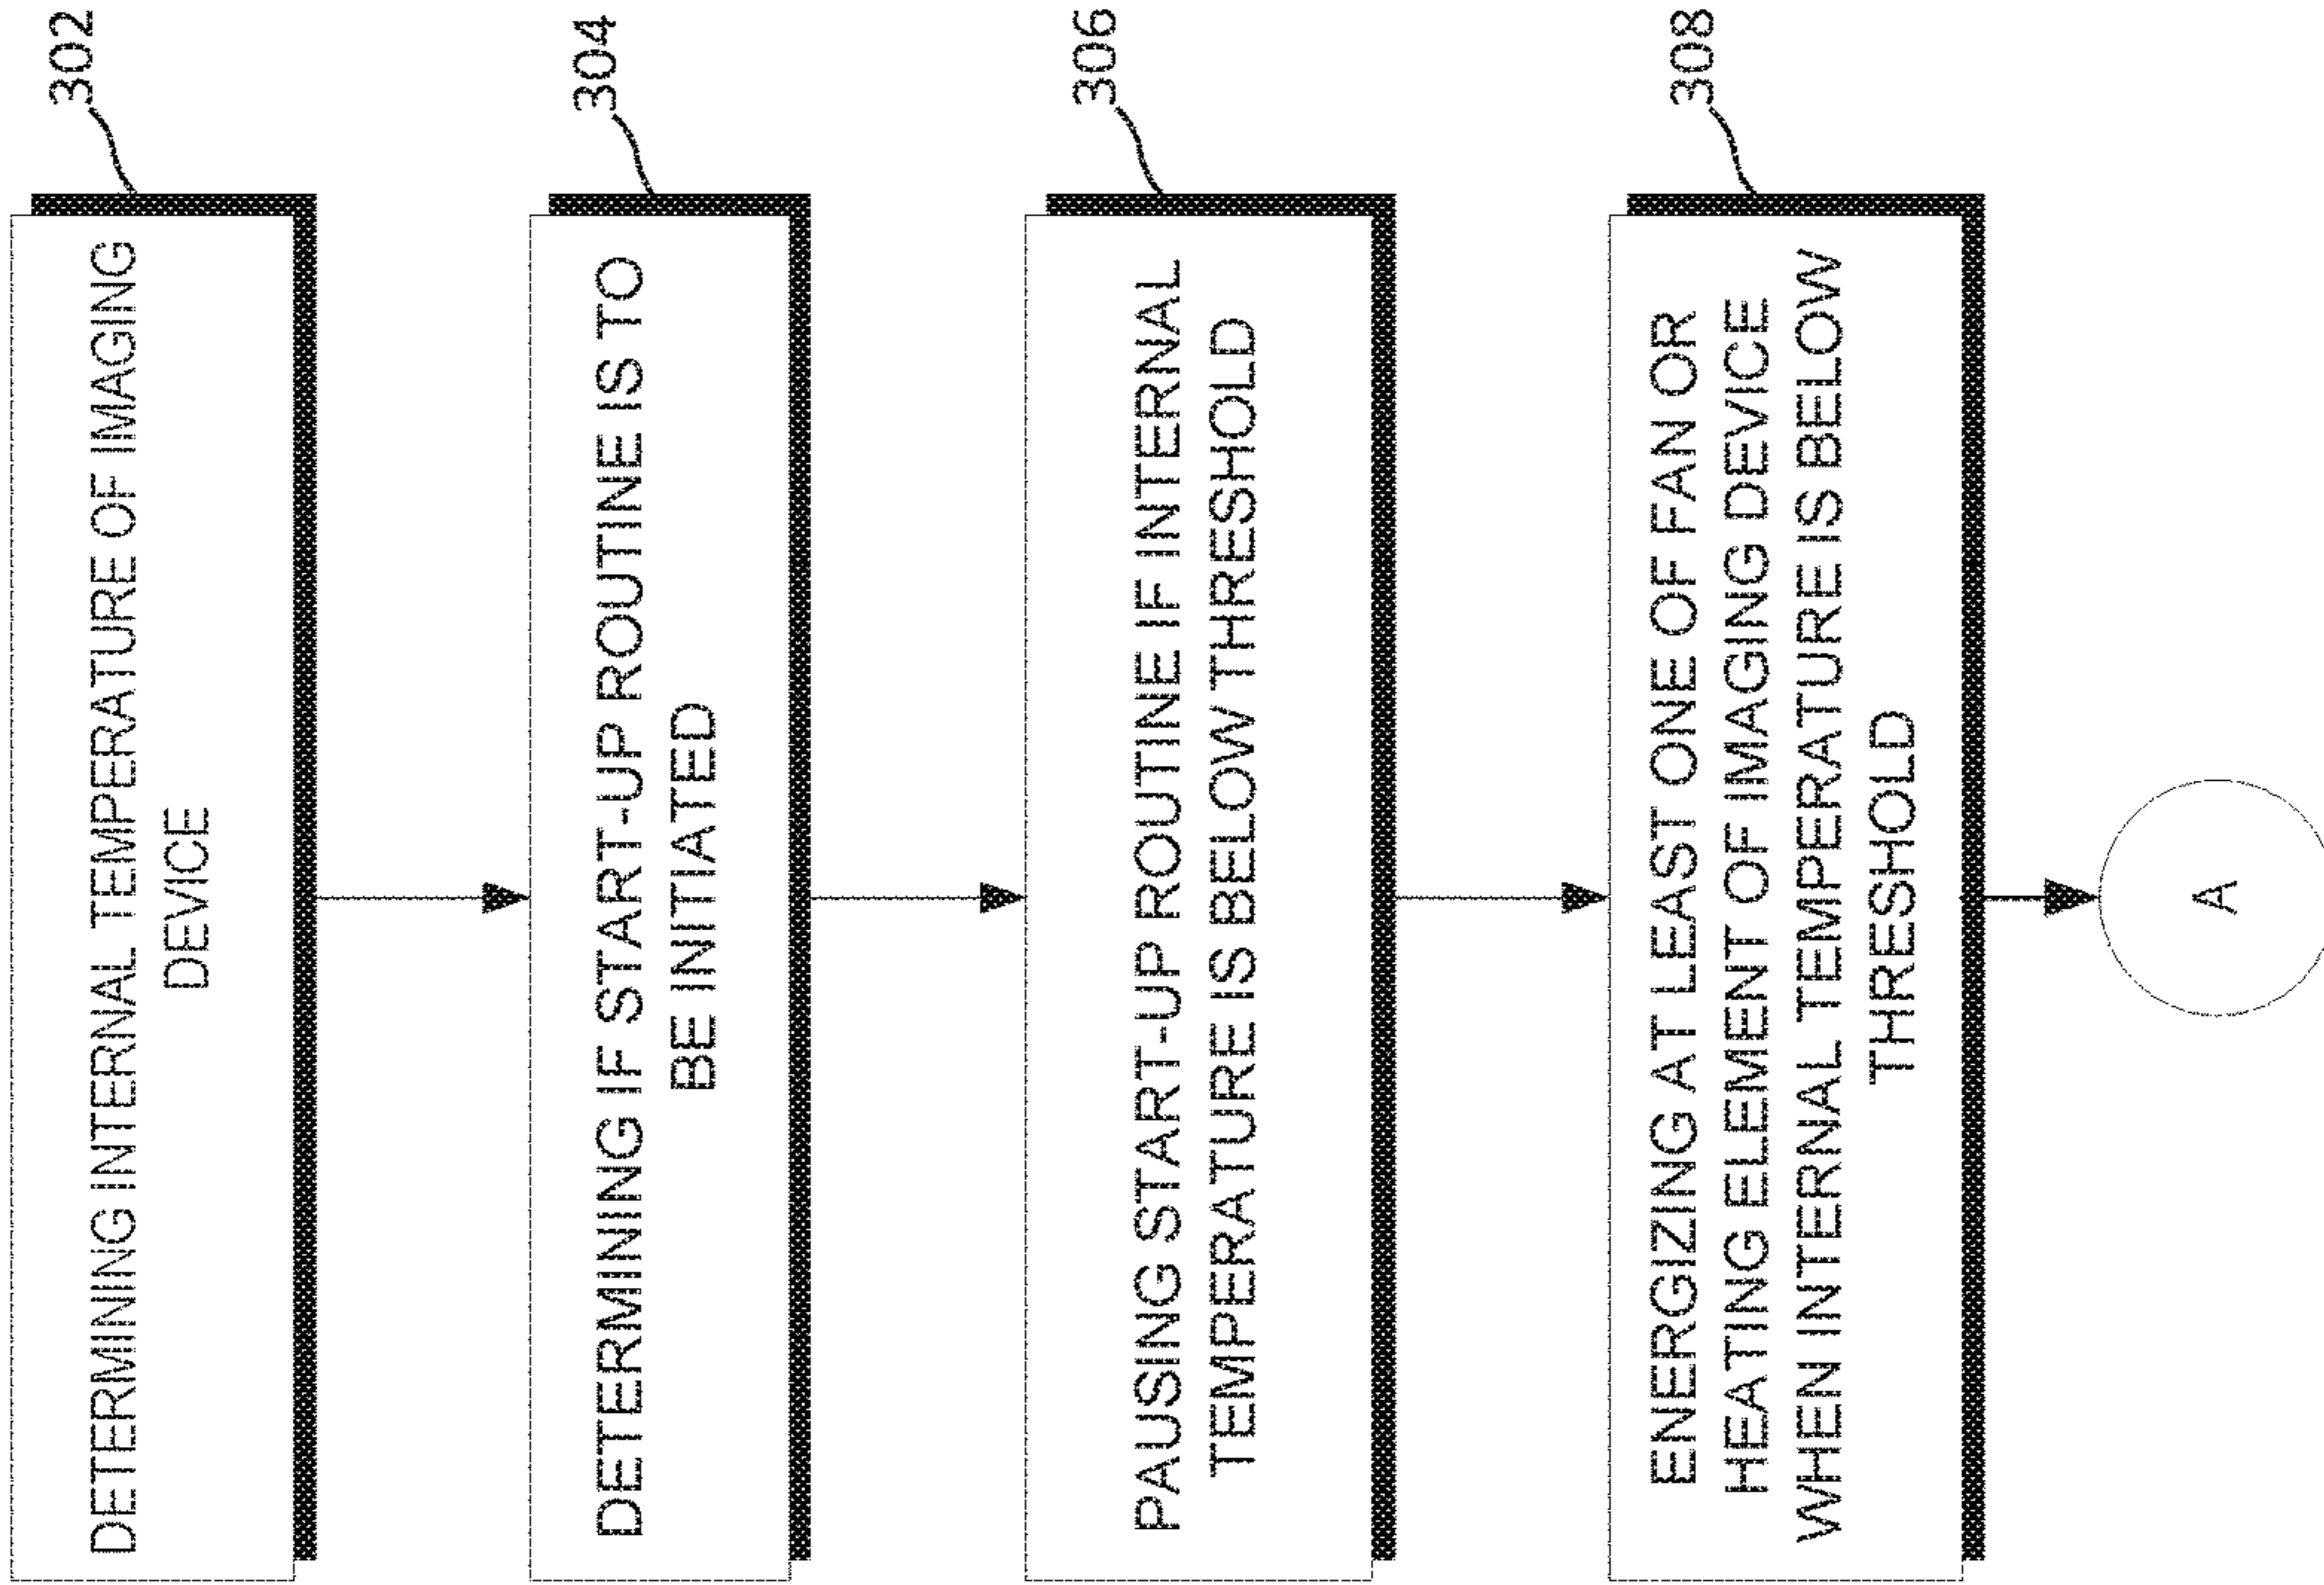 302
DETERMINING INTERNAL TEMPERATURE OF IMAGING
DEVICE
304
DETERMINING IF START-UP ROUTINE IS TO
BE INITIATED
306
PAUSING START-UP ROUTINE IF INTERNAL
TEMPERATURE IS BELOW THRESHOLD
308
ENERGIZING AT LEAST ONE OF FAN OR
HEATING ELEMENT OF IMAGING DEVICE
WHEN INTERNAL TEMPERATURE IS BELOW
THRESHOLD
A